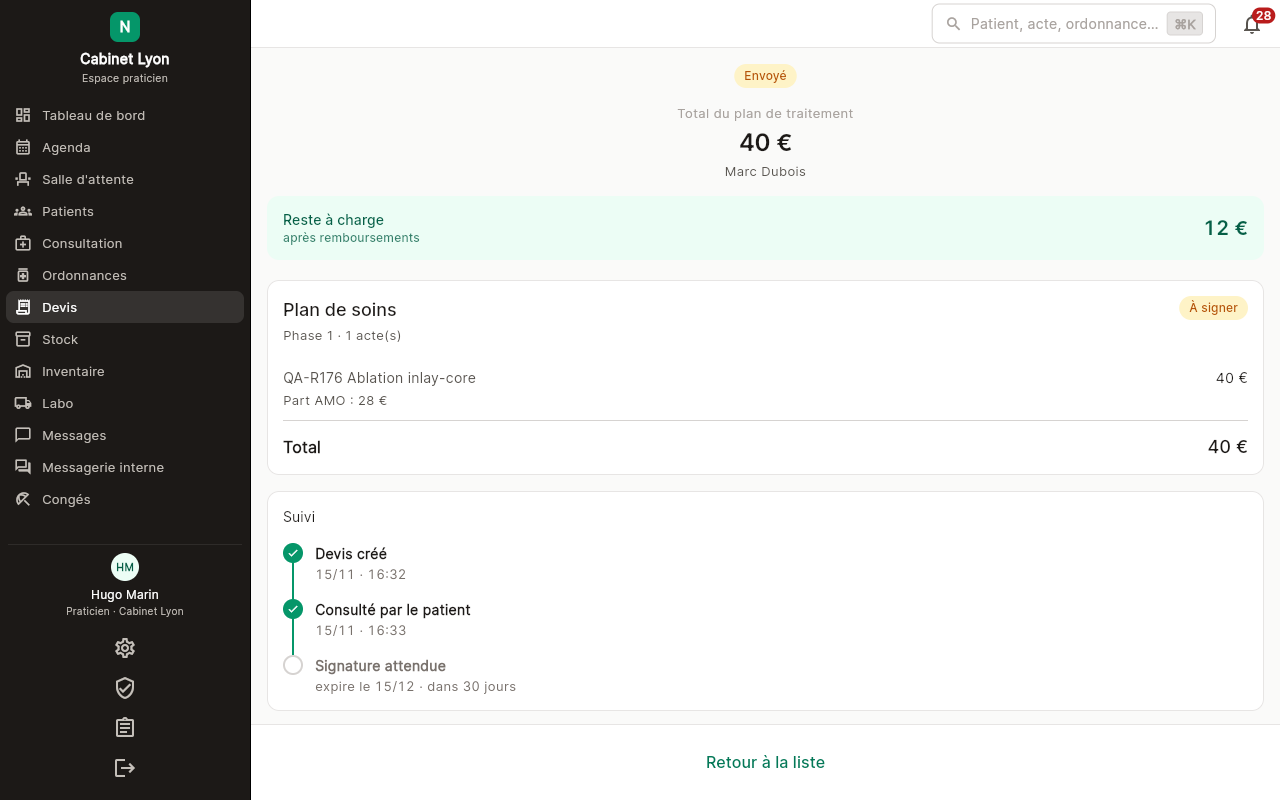 N
Cabinet Lyon
Espace praticien
Tableau de bord
Agenda
Salle d'attente
Patients
Consultation
Ordonnances
Devis
Stock
Inventaire
Labo
Messages
Messagerie interne
Congés
HM
Hugo Marin
Praticien · Cabinet Lyon
Patient, acte, ordonnance... ⌘K
28
Envoyé
Total du plan de traitement
40 €
Marc Dubois
Reste à charge
après remboursements
12 €
Plan de soins
À signer
Phase 1 · 1 acte(s)
QA-R176 Ablation inlay-core
40 €
Part AMO : 28 €
Total
40 €
Suivi
Devis créé
15/11 · 16:32
Consulté par le patient
15/11 · 16:33
Signature attendue
expire le 15/12 · dans 30 jours
Retour à la liste